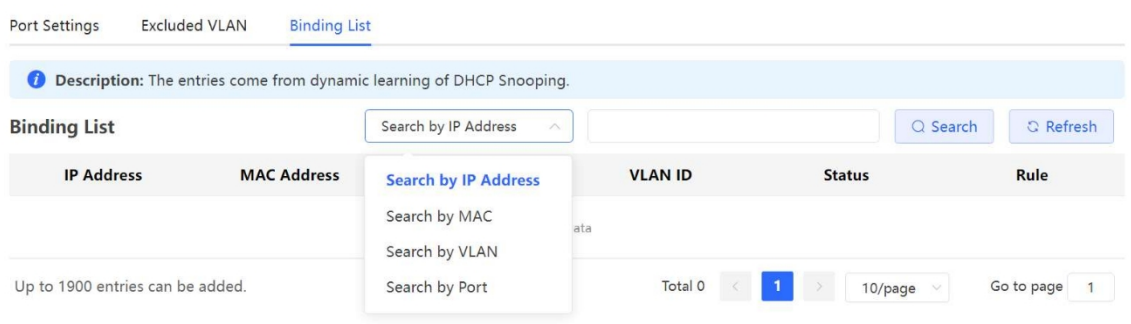 Port Settings Excluded VLAN Binding List
i Description: The entries come from dynamic learning of DHCP Snooping.
Binding List Search by IP Address Search Refresh
IP Address MAC Address VLAN ID Status Rule
Search by IP Address
Search by MAC
ata
Search by VLAN
Search by Port
Up to 1900 entries can be added. Total 0 < 1 > 10/page Go to page 1